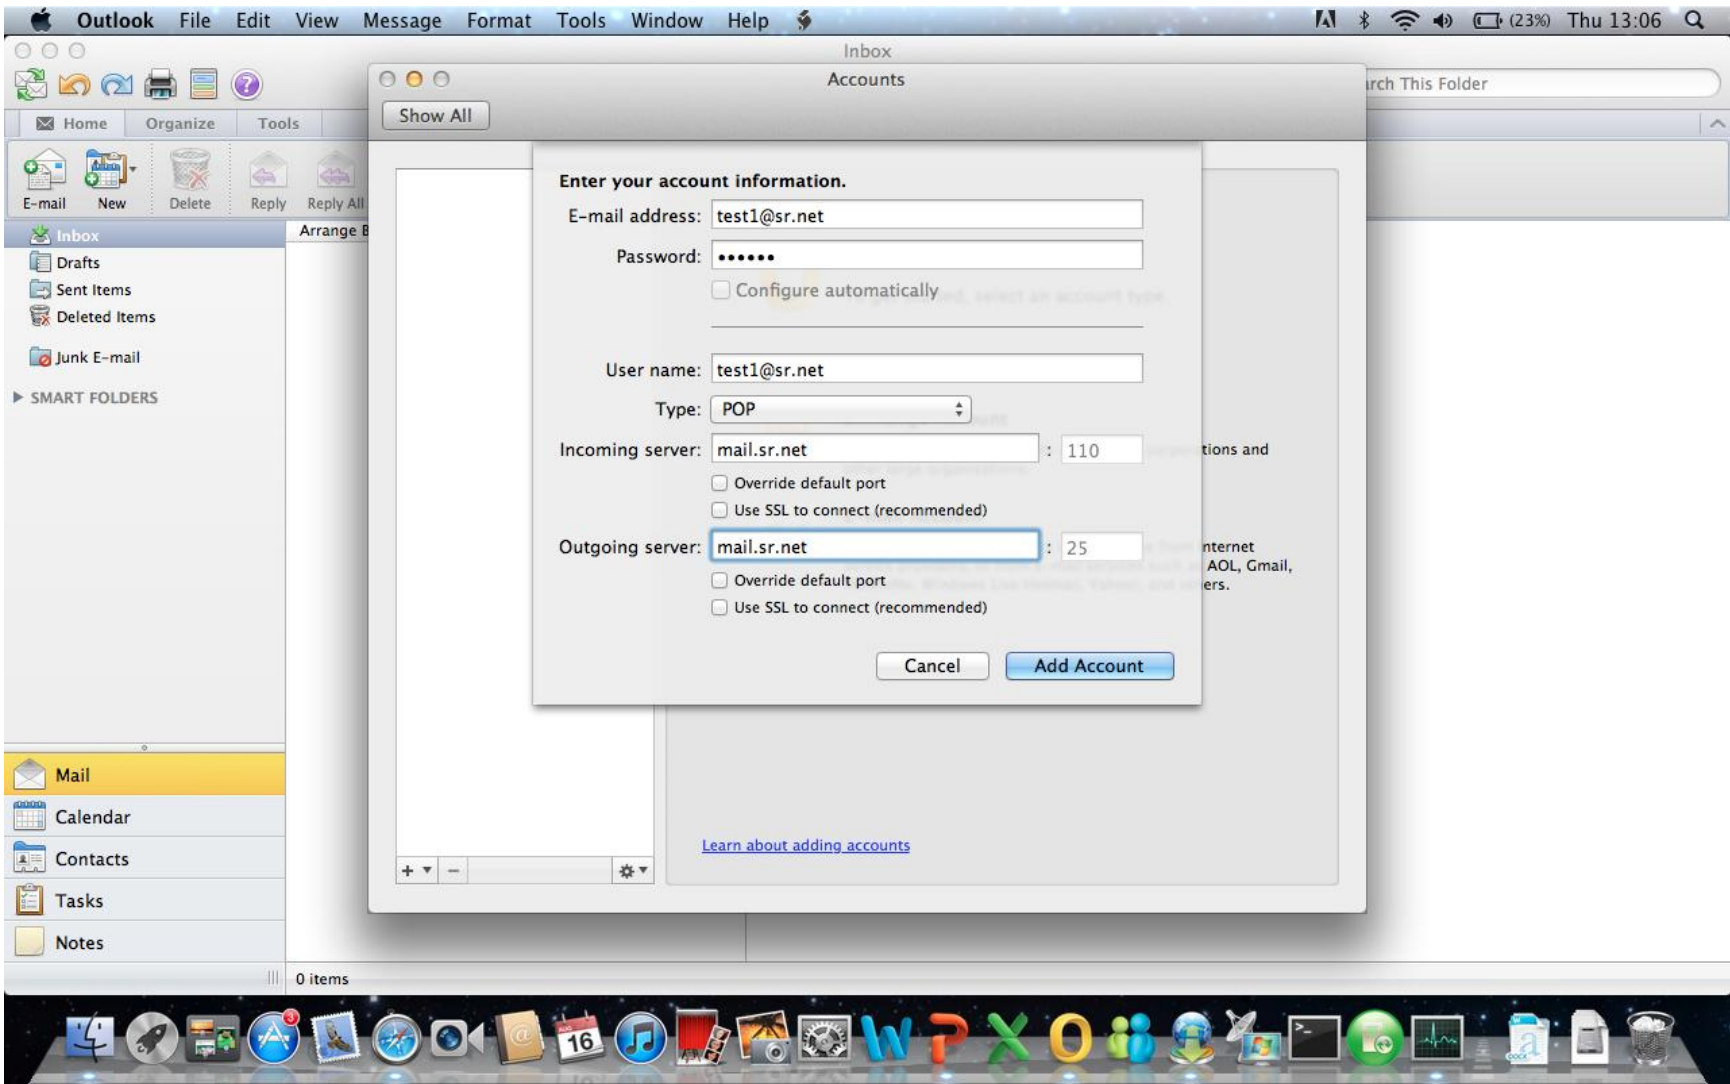 Outlook File Edit View Message Format Tools Window Help (23%) Thu 13:06
Inbox
Accounts
rch This Folder
Show All
Home Organize Tools
E-mail New Delete Reply Reply All
Enter your account information.
E-mail address: test1@sr.net
Password: ••••••
Configure automatically
User name: test1@sr.net
Type: POP
Incoming server: mail.sr.net : 110
Override default port
Use SSL to connect (recommended)
Outgoing server: mail.sr.net : 25
Override default port
Use SSL to connect (recommended)
Cancel Add Account
tions and
nternet
AOL, Gmail,
ers.
Learn about adding accounts
Inbox
Arrange B
Drafts
Sent Items
Deleted Items
Junk E-mail
SMART FOLDERS
Mail
Calendar
Contacts
Tasks
Notes
0 items
3
AUG
16
DOCX